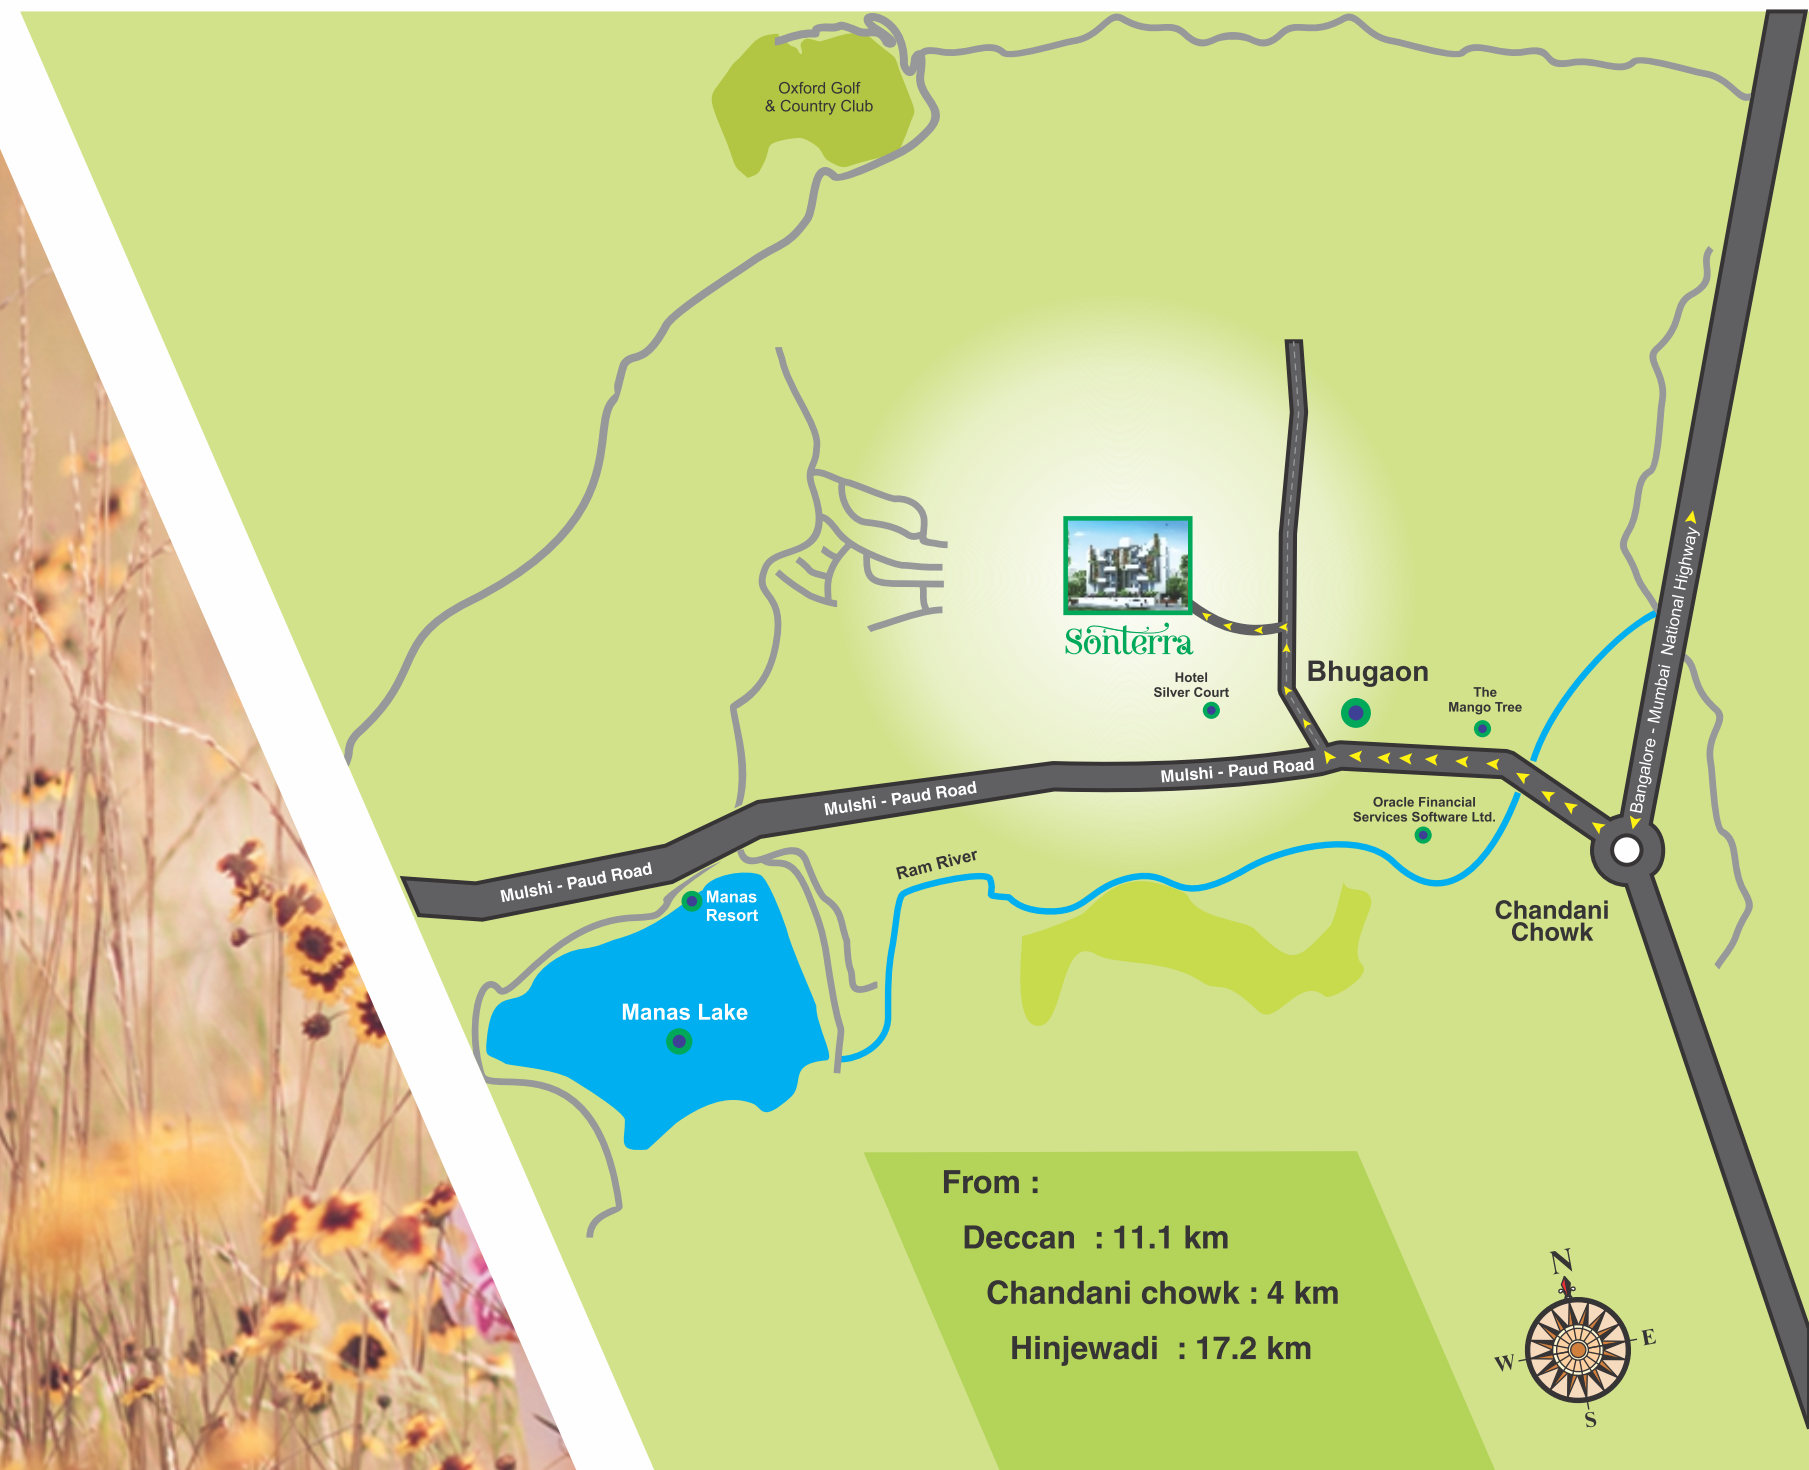 Oxford Golf
& Country Club
Bangalore - Mumbai National Highway
Sonterra
Hotel
Silver Court
Bhugaon
The
Mango Tree
Mulshi - Paud Road
Mulshi - Paud Road
Mulshi - Paud Road
Oracle Financial
Services Software Ltd.
Ram River
Manas
Resort
Chandani
Chowk
Manas Lake
From :
Deccan : 11.1 km
Chandani chowk : 4 km
Hinjewadi : 17.2 km
N
E
W
S